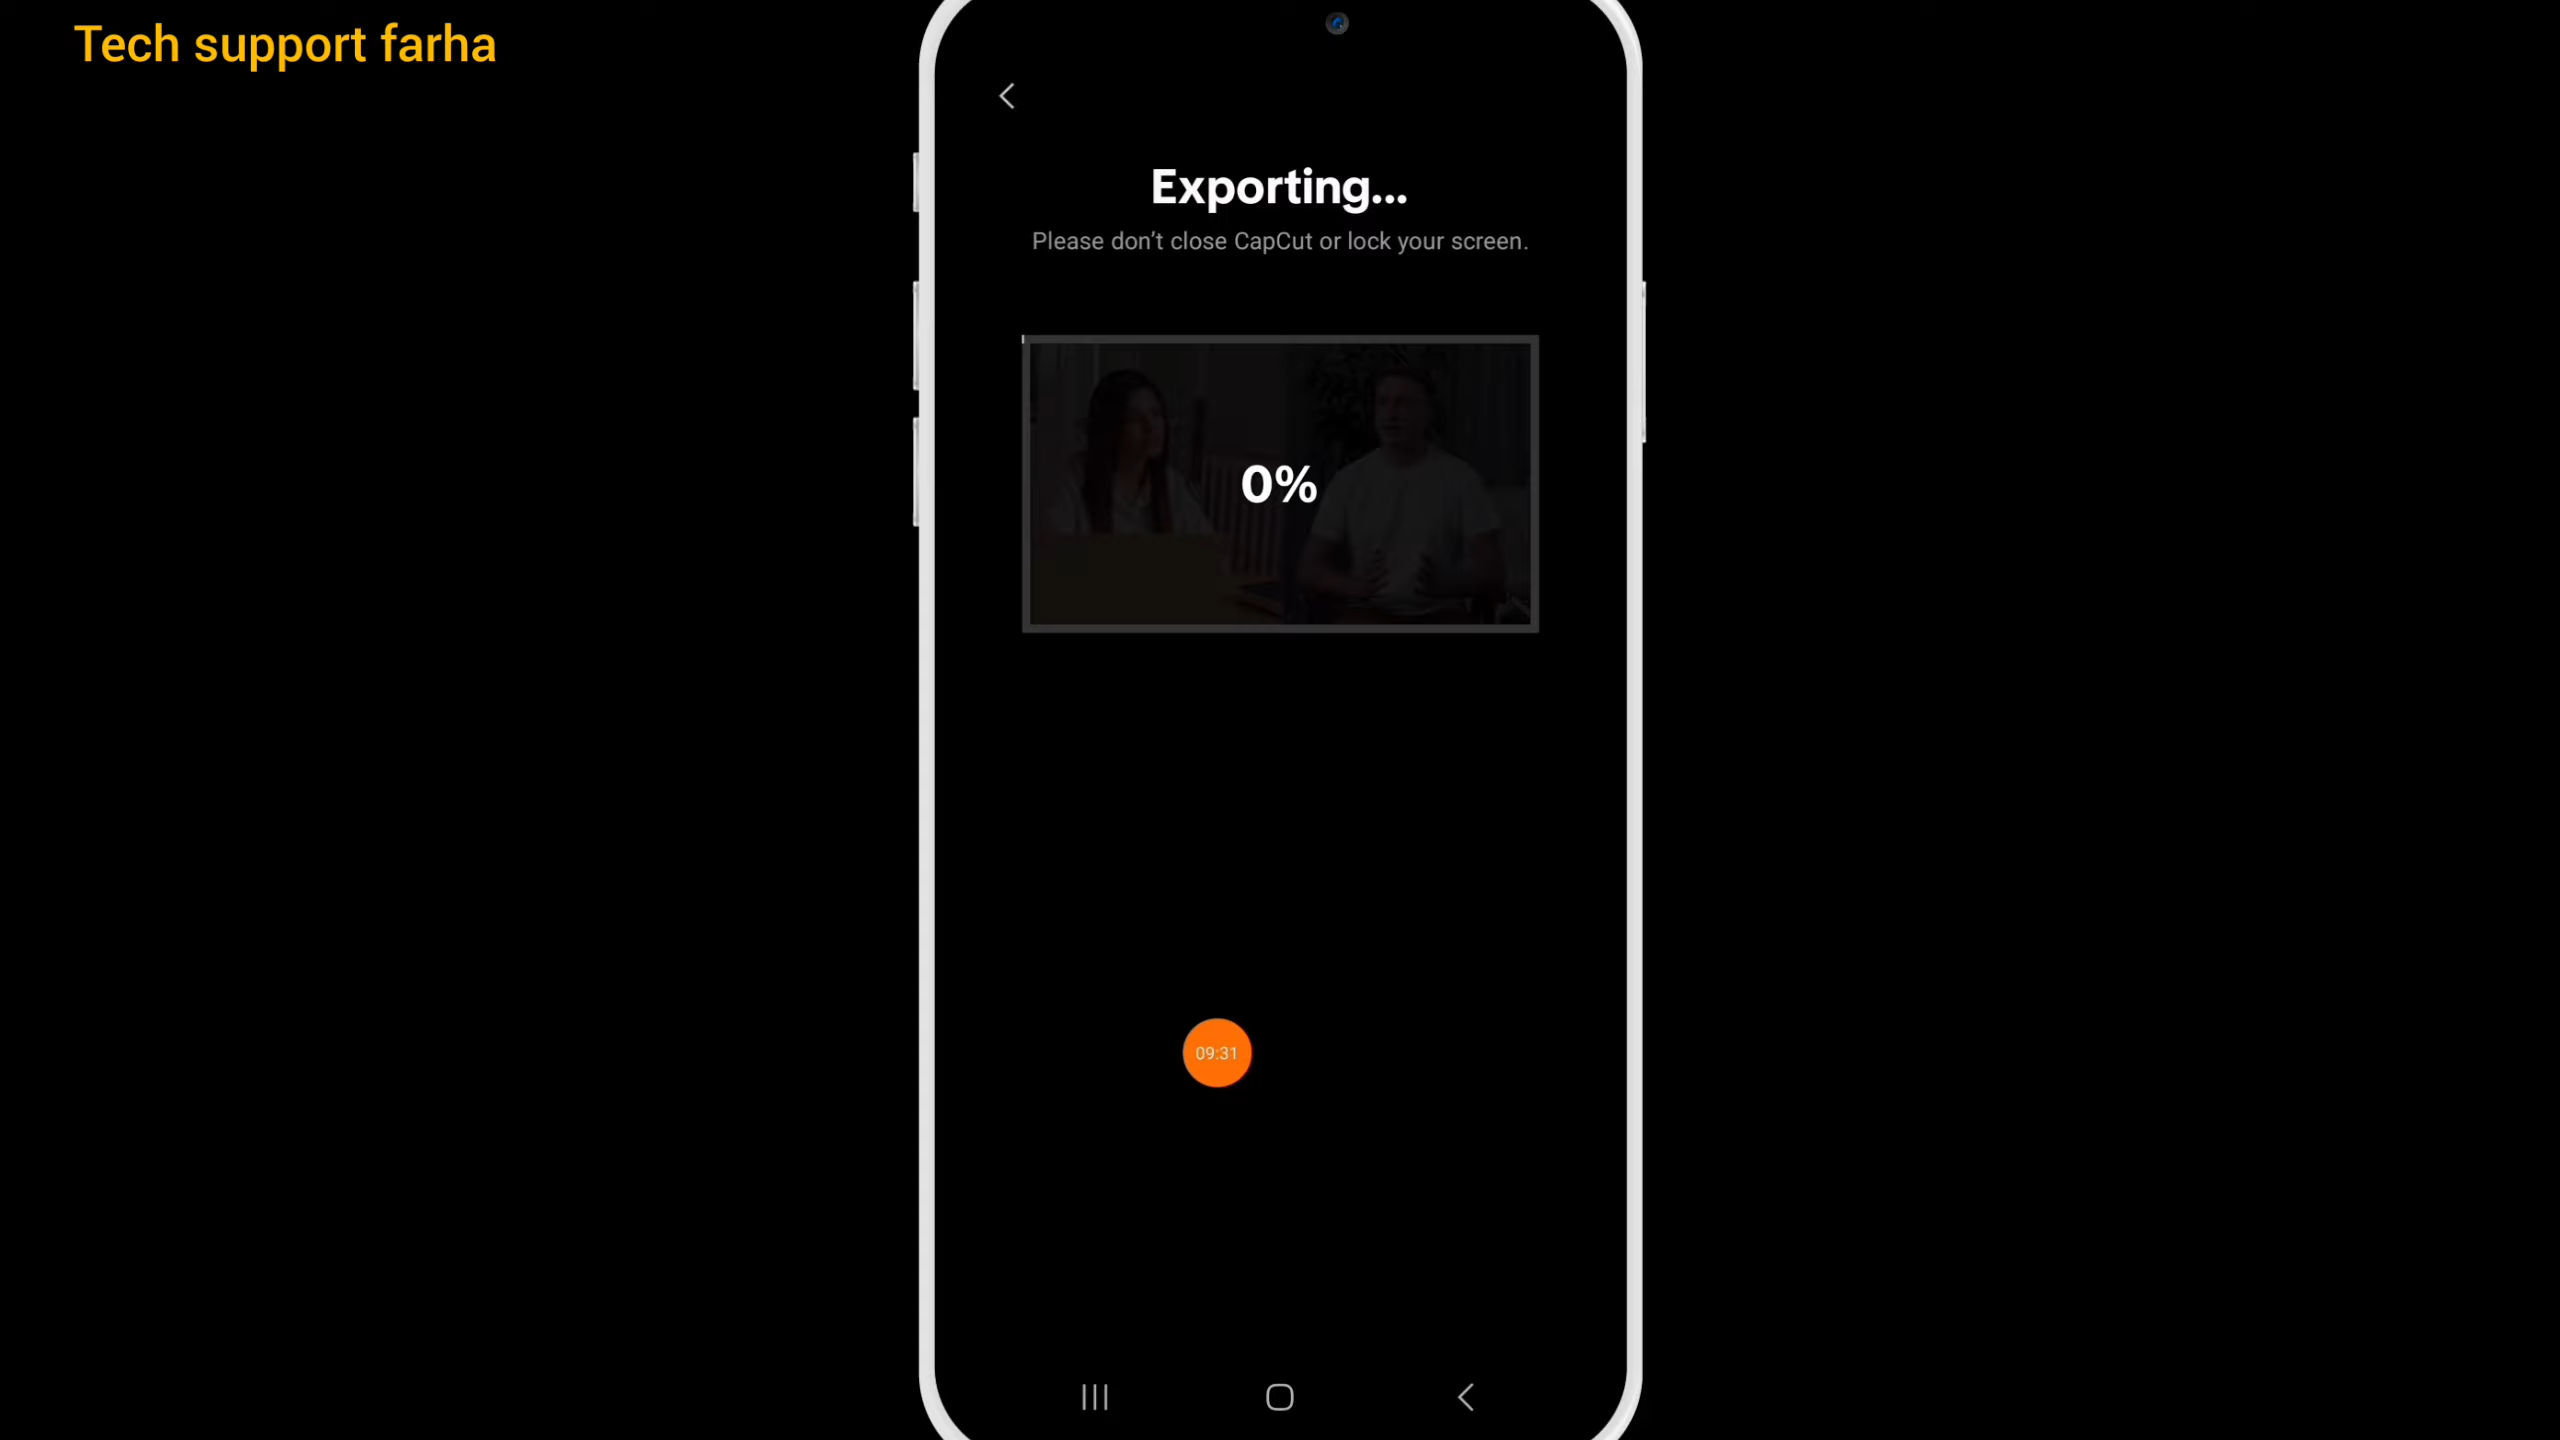 Tech support farha
Exporting...
Please don’t close CapCut or lock your screen.
0%
09:31